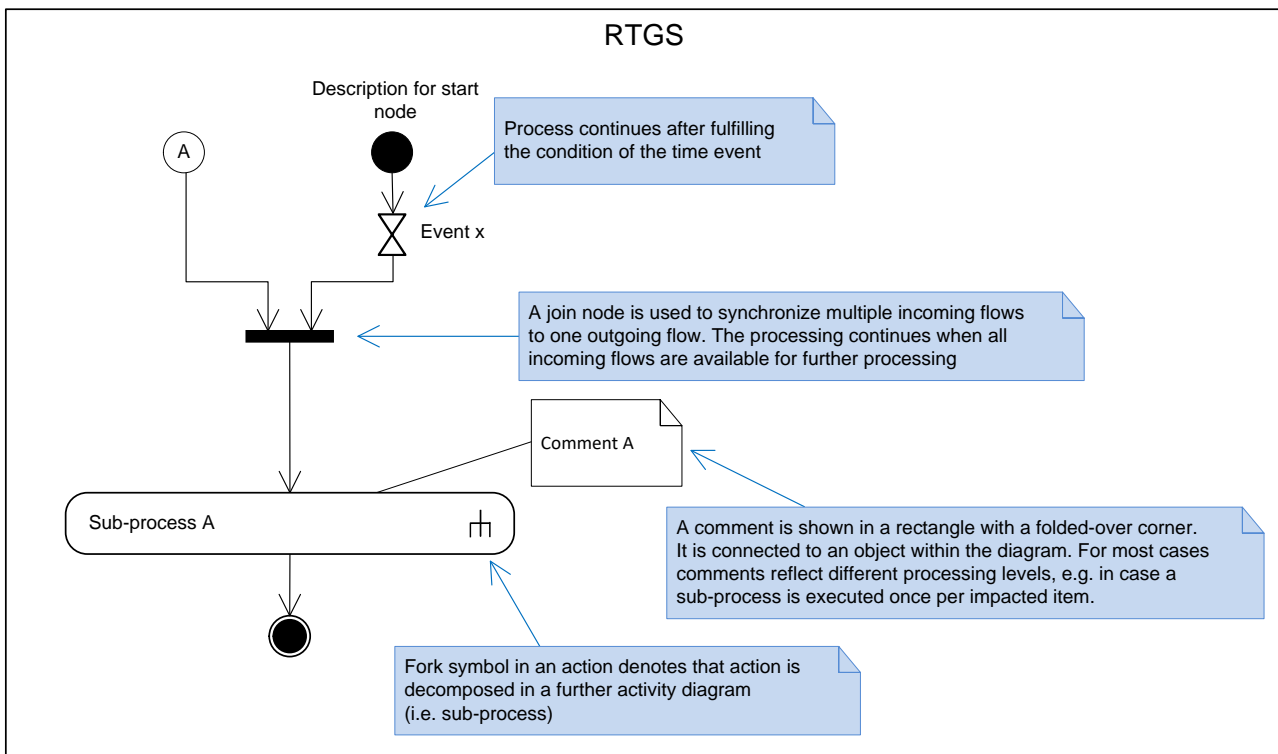 RTGS
Description for start
node
Process continues after fulfilling
the condition of the time event
A
Event x
A join node is used to synchronize multiple incoming flows
to one outgoing flow. The processing continues when all
incoming flows are available for further processing
Comment A
Sub-process A
A comment is shown in a rectangle with a folded-over corner.
It is connected to an object within the diagram. For most cases
comments reflect different processing levels, e.g. in case a
sub-process is executed once per impacted item.
Fork symbol in an action denotes that action is
decomposed in a further activity diagram
(i.e. sub-process)